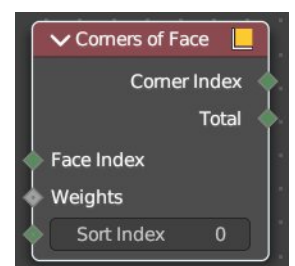 Corners of Face
Corner Index
Total
Face Index
Weights
Sort Index 0